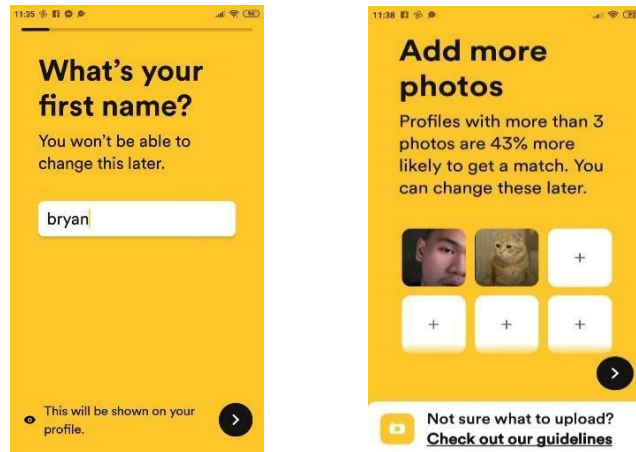 11:35
What's your
first name?
You won't be able to
change this later.
bryan
This will be shown on your
profile.
11:38
Add more
photos
Profiles with more than 3
photos are 43% more
likely to get a match. You
can change these later.
+
+ + +
Not sure what to upload?
Check out our guidelines